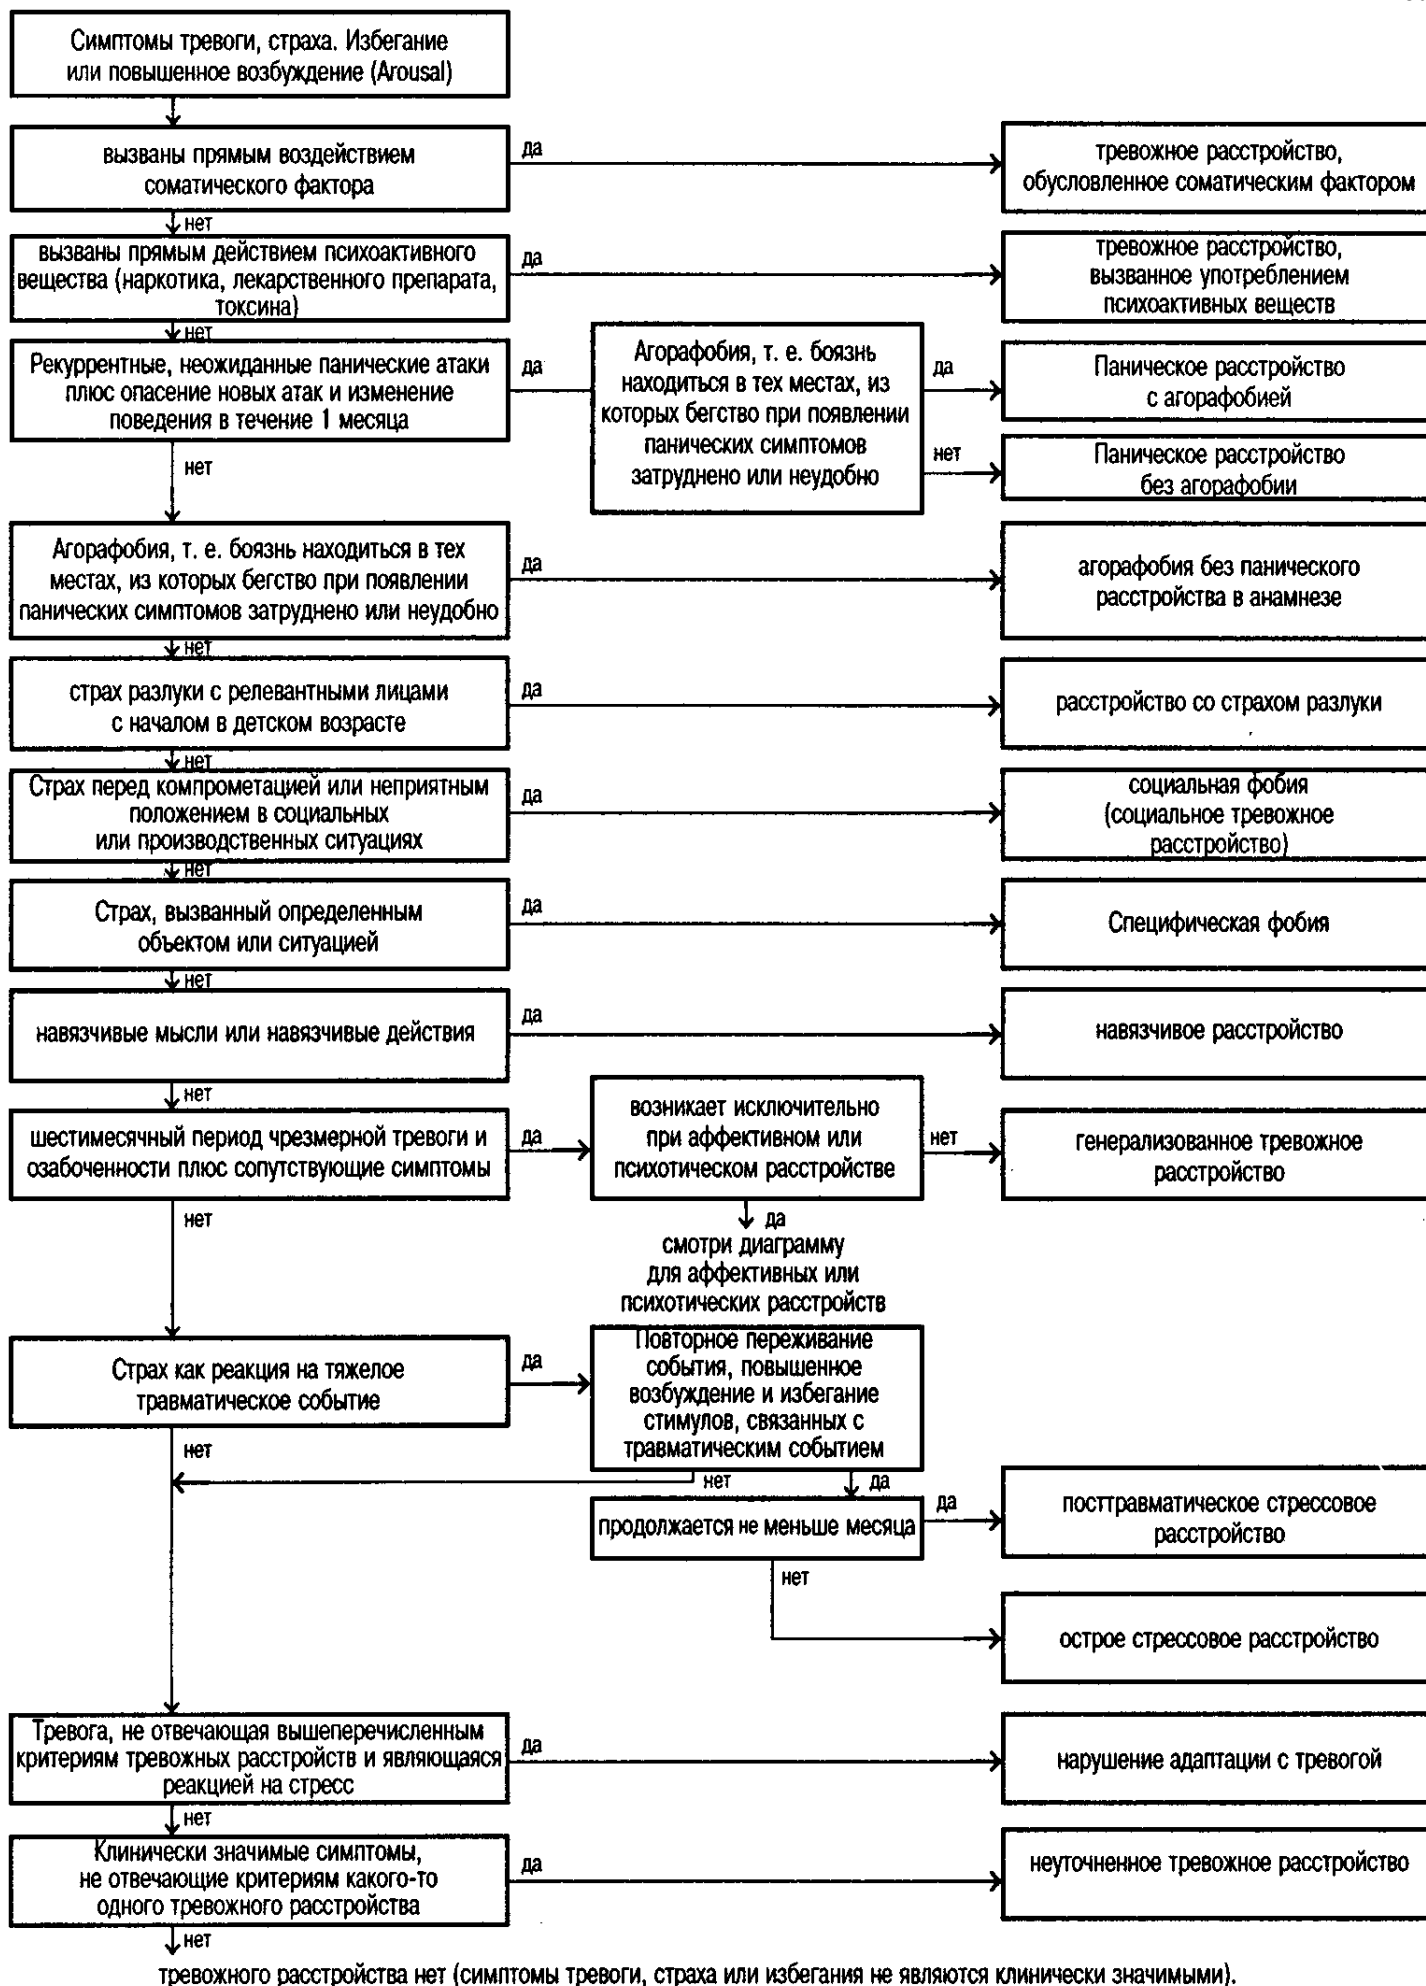 Симптомы тревоги, страха. Избегание
или повышенное возбуждение (Arousal)
вызваны прямым воздействием
соматического фактора
да
тревожное расстройство,
обусловленное соматическим фактором
нет
вызваны прямым действием психоактивного
вещества (наркотика, лекарственного препарата,
токсина)
да
тревожное расстройство,
вызванное употреблением
психоактивных веществ
нет
Рекуррентные, неожиданные панические атаки
плюс опасение новых атак и изменение
поведения в течение 1 месяца
да
Агорафобия, т. е. боязнь
находиться в тех местах, из
которых бегство при появлении
панических симптомов
затруднено или неудобно
да
Паническое расстройство
с агорафобией
нет
Паническое расстройство
без агорафобии
нет
Агорафобия, т. е. боязнь находиться в тех
местах, из которых бегство при появлении
панических симптомов затруднено или неудобно
да
агорафобия без панического
расстройства в анамнезе
нет
страх разлуки с релевантными лицами
с началом в детском возрасте
да
расстройство со страхом разлуки
нет
Страх перед компрометацией или неприятным
положением в социальных
или производственных ситуациях
да
социальная фобия
(социальное тревожное
расстройство)
нет
Страх, вызванный определенным
объектом или ситуацией
да
Специфическая фобия
нет
навязчивые мысли или навязчивые действия
да
навязчивое расстройство
нет
шестимесячный период чрезмерной тревоги и
озабоченности плюс сопутствующие симптомы
да
возникает исключительно
при аффективном или
психотическом расстройстве
нет
генерализованное тревожное
расстройство
да
смотри диаграмму
для аффективных или
психотических расстройств
нет
Страх как реакция на тяжелое
травматическое событие
да
Повторное переживание
события, повышенное
возбуждение и избегание
стимулов, связанных с
травматическим событием
нет
нет
да
продолжается не меньше месяца
да
посттравматическое стрессовое
расстройство
нет
острое стрессовое расстройство
Тревога, не отвечающая вышеперечисленным
критериям тревожных расстройств и являющаяся
реакцией на стресс
да
нарушение адаптации с тревогой
нет
Клинически значимые симптомы,
не отвечающие критериям какого-то
одного тревожного расстройства
да
неуточненное тревожное расстройство
нет
тревожного расстройства нет (симптомы тревоги, страха или избегания не являются клинически значимыми).